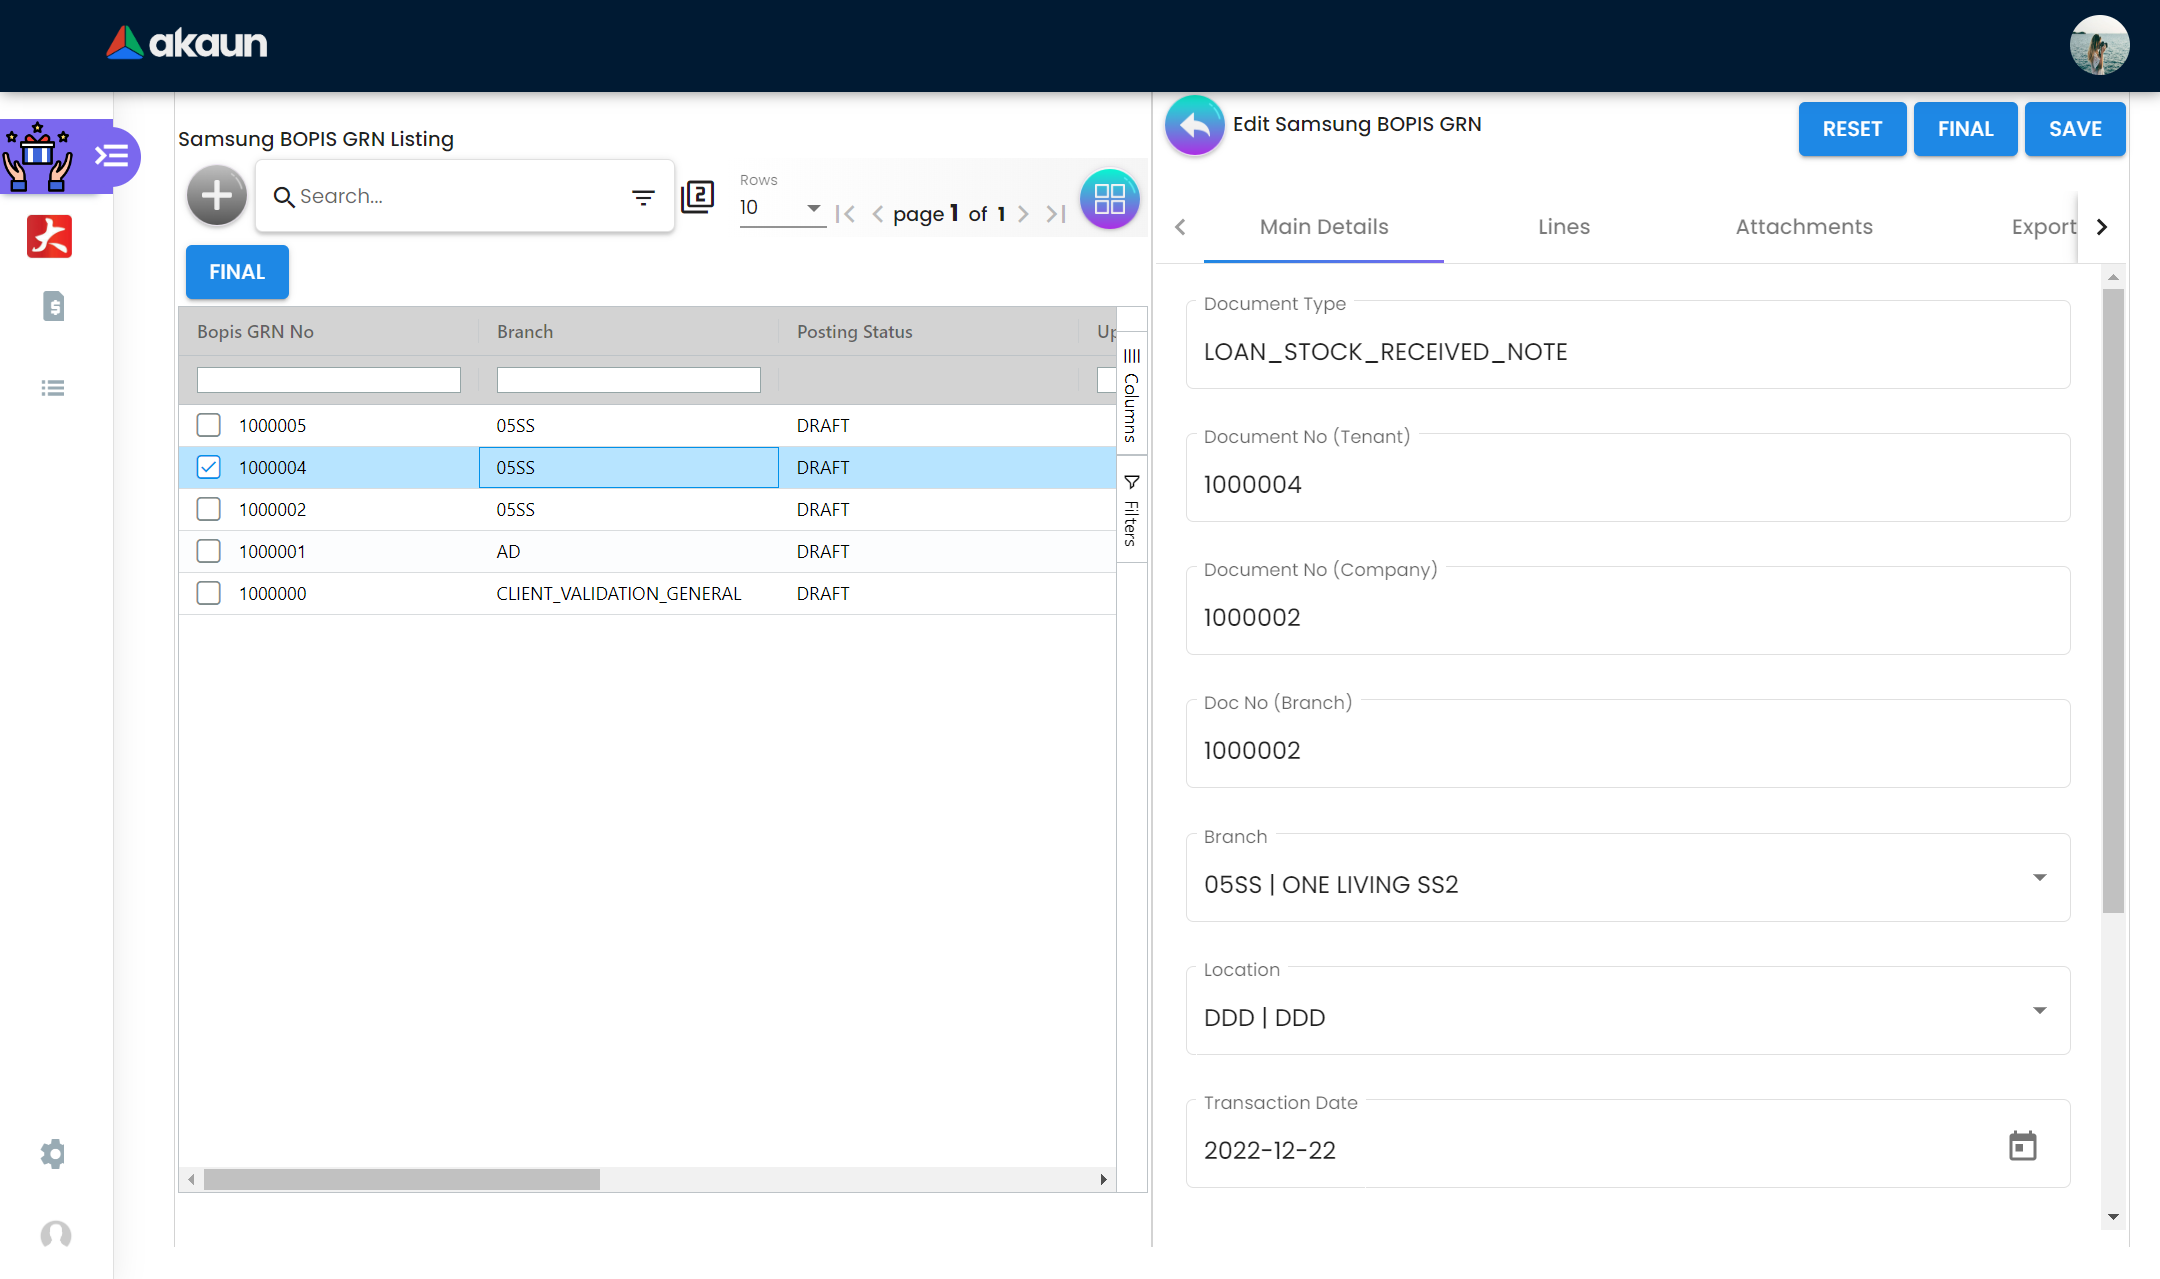 akaun
Samsung BOPIS GRN Listing
Search...
2
Rows
10
page 1 of 1
FINAL
Bopis GRN No
Branch
Posting Status
Up
1000005
05SS
DRAFT
1000004
05SS
DRAFT
1000002
05SS
DRAFT
1000001
AD
DRAFT
1000000
CLIENT_VALIDATION_GENERAL
DRAFT
Columns
Filters
Edit Samsung BOPIS GRN
RESET
FINAL
SAVE
Main Details
Lines
Attachments
Export
Document Type
LOAN_STOCK_RECEIVED_NOTE
Document No (Tenant)
1000004
Document No (Company)
1000002
Doc No (Branch)
1000002
Branch
05SS | ONE LIVING SS2
Location
DDD | DDD
Transaction Date
2022-12-22